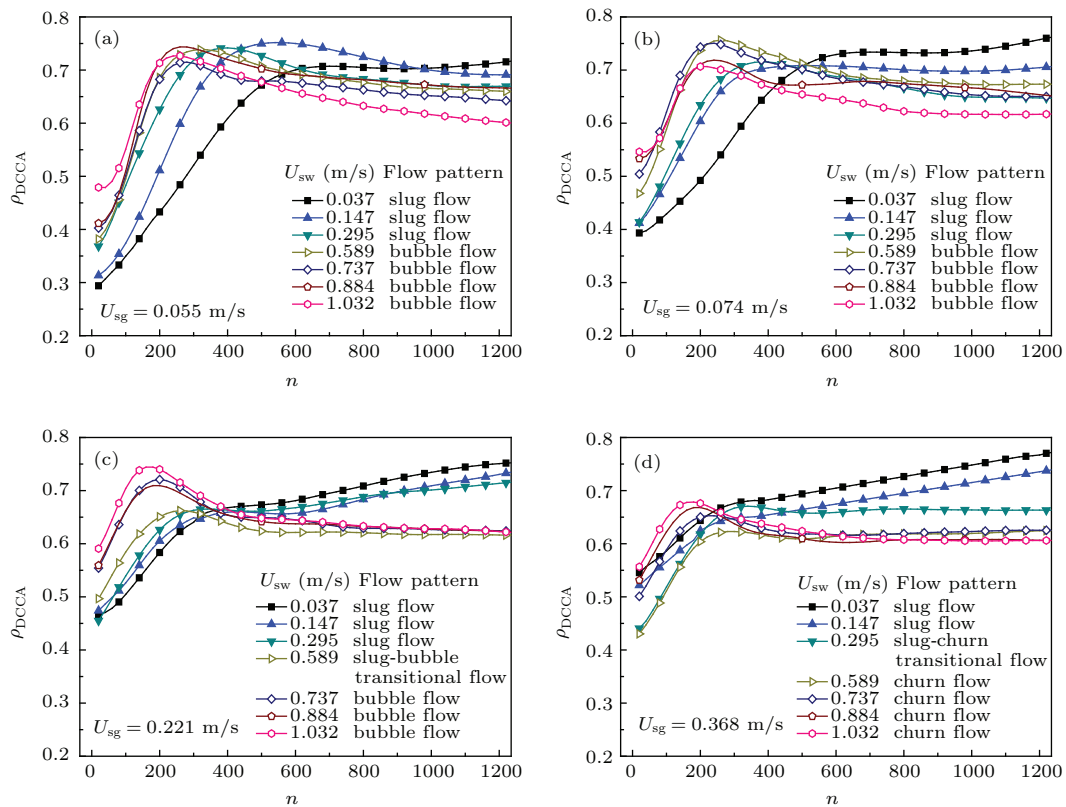 (a)
0.8
0.7
0.6
0.5
0.4
0.3
0.2
ρDCCA
Usw (m/s) Flow pattern
0.037 slug flow
0.147 slug flow
0.295 slug flow
0.589 bubble flow
0.737 bubble flow
0.884 bubble flow
1.032 bubble flow
Usg = 0.055 m/s
0 200 400 600 800 1000 1200
n
(b)
0.8
0.7
0.6
0.5
0.4
0.3
0.2
ρDCCA
Usw (m/s) Flow pattern
0.037 slug flow
0.147 slug flow
0.295 slug flow
0.589 bubble flow
0.737 bubble flow
0.884 bubble flow
1.032 bubble flow
Usg = 0.074 m/s
0 200 400 600 800 1000 1200
n
(c)
0.8
0.7
0.6
0.5
0.4
0.3
0.2
ρDCCA
Usw (m/s) Flow pattern
0.037 slug flow
0.147 slug flow
0.295 slug flow
0.589 slug-bubble
transitional flow
0.737 bubble flow
0.884 bubble flow
1.032 bubble flow
Usg = 0.221 m/s
0 200 400 600 800 1000 1200
n
(d)
0.8
0.7
0.6
0.5
0.4
0.3
0.2
ρDCCA
Usw (m/s) Flow pattern
0.037 slug flow
0.147 slug flow
0.295 slug-churn
transitional flow
0.589 churn flow
0.737 churn flow
0.884 churn flow
1.032 churn flow
Usg = 0.368 m/s
0 200 400 600 800 1000 1200
n